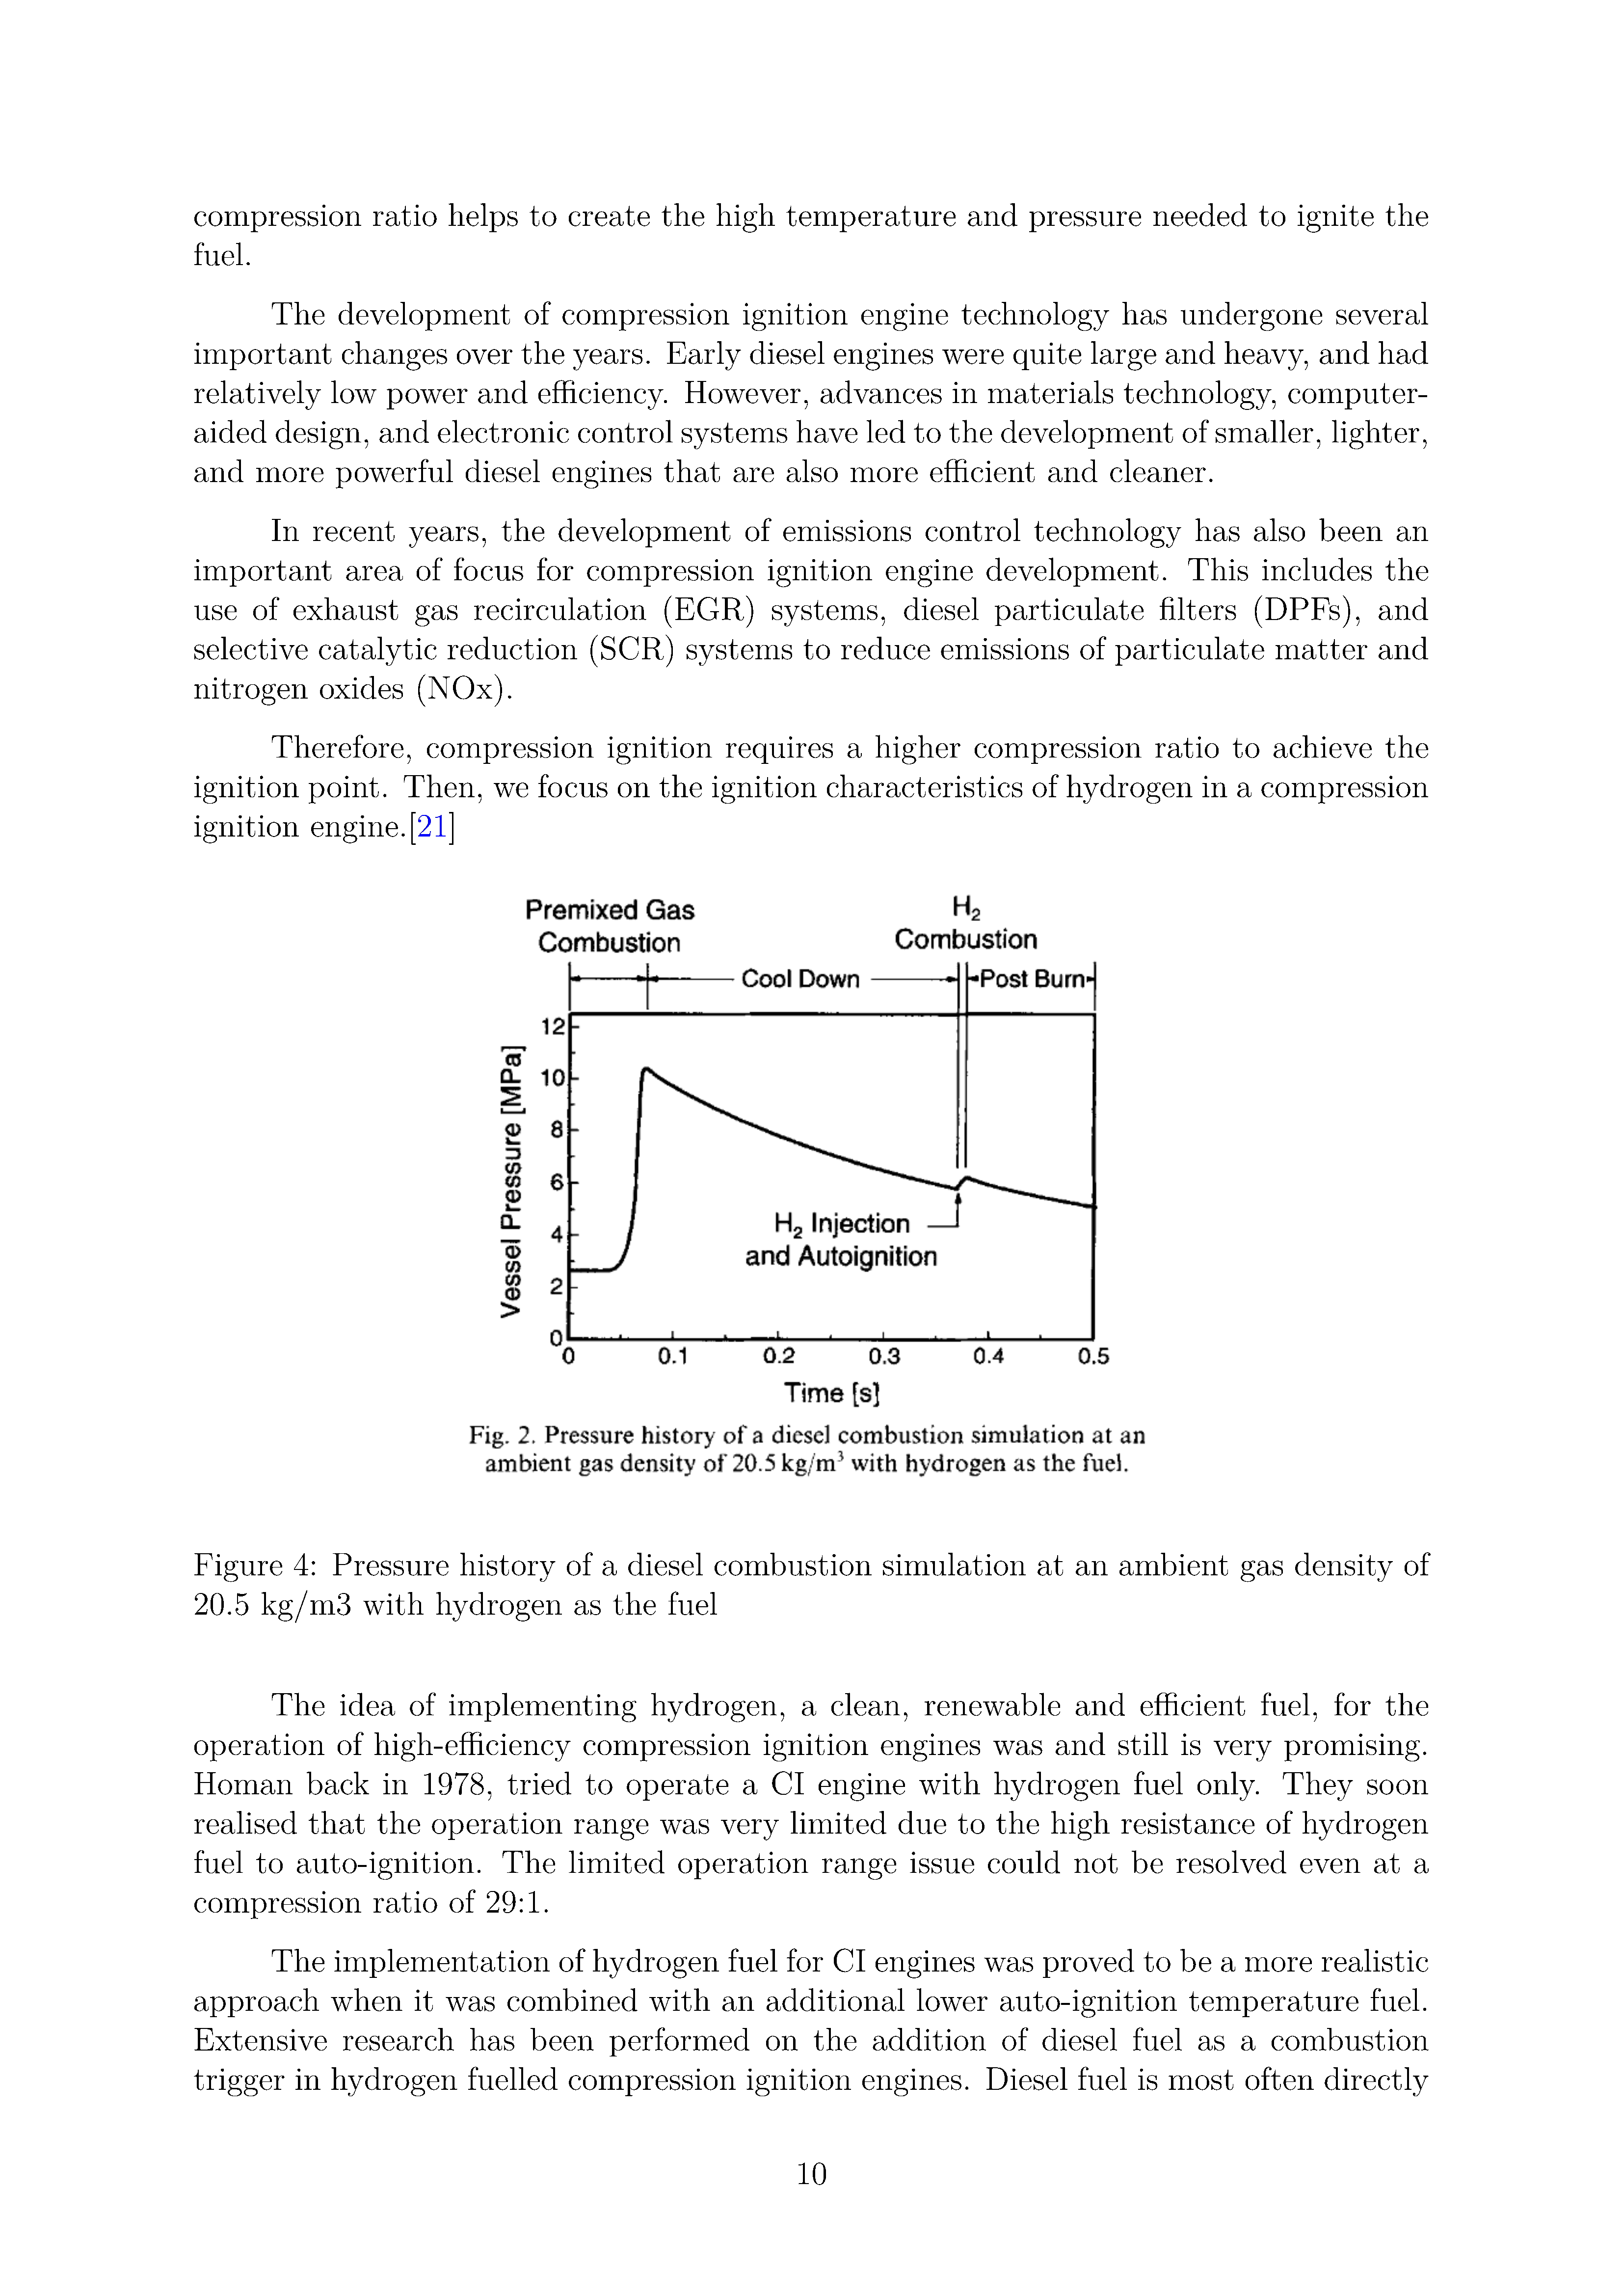 compression ratio helps to create the high temperature and pressure needed to ignite the
fuel.
The development of compression ignition engine technology has undergone several
important changes over the years. Early diesel engines were quite large and heavy, and had
relatively low power and efficiency. However, advances in materials technology, computer-
aided design, and electronic control systems have led to the development of smaller, lighter,
and more powerful diesel engines that are also more efficient and cleaner.
In recent years, the development of emissions control technology has also been an
important area of focus for compression ignition engine development. This includes the
use of exhaust gas recirculation (EGR) systems, diesel particulate filters (DPFs), and
selective catalytic reduction (SCR) systems to reduce emissions of particulate matter and
nitrogen oxides (NOx).
Therefore, compression ignition requires a higher compression ratio to achieve the
ignition point. Then, we focus on the ignition characteristics of hydrogen in a compression
ignition engine.[21]
Premixed Gas
Combustion
H₂
Combustion
Cool Down
Post Burn
12
10
8
6
4
2
0
Vessel Pressure [MPa]
H₂ Injection
and Autoignition
0 0.1 0.2 0.3 0.4 0.5
Time [s]
Fig. 2. Pressure history of a diesel combustion simulation at an
ambient gas density of 20.5 kg/m³ with hydrogen as the fuel.
Figure 4: Pressure history of a diesel combustion simulation at an ambient gas density of
20.5 kg/m3 with hydrogen as the fuel
The idea of implementing hydrogen, a clean, renewable and efficient fuel, for the
operation of high-efficiency compression ignition engines was and still is very promising.
Homan back in 1978, tried to operate a CI engine with hydrogen fuel only. They soon
realised that the operation range was very limited due to the high resistance of hydrogen
fuel to auto-ignition. The limited operation range issue could not be resolved even at a
compression ratio of 29:1.
The implementation of hydrogen fuel for CI engines was proved to be a more realistic
approach when it was combined with an additional lower auto-ignition temperature fuel.
Extensive research has been performed on the addition of diesel fuel as a combustion
trigger in hydrogen fuelled compression ignition engines. Diesel fuel is most often directly
10